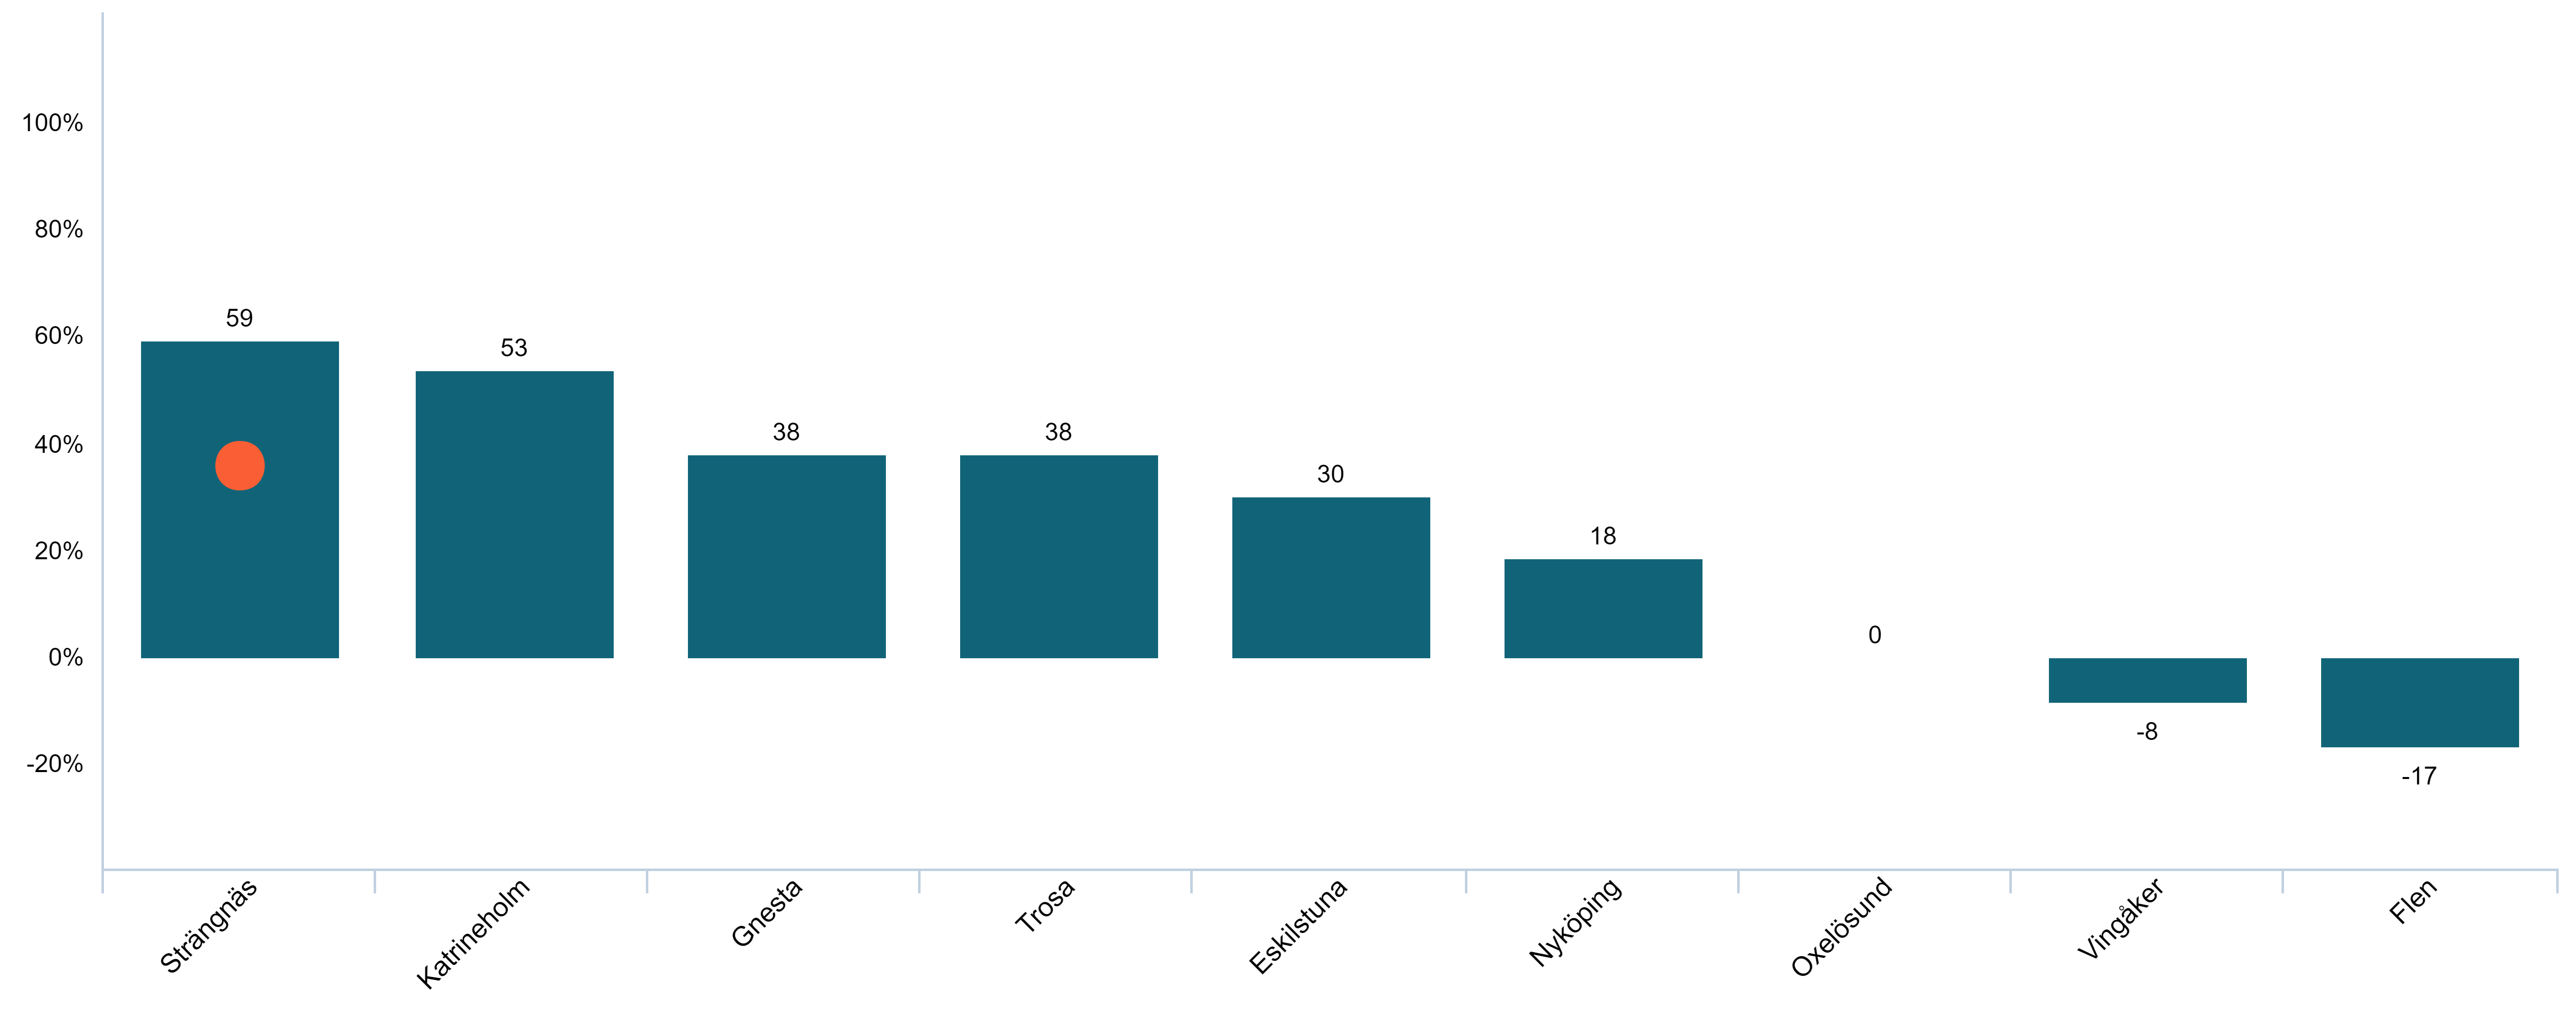 100%
80%
60%
40%
20%
0%
-20%
59
53
38
38
30
18
0
-8
-17
Strängnäs
Katrineholm
Gnesta
Trosa
Eskilstuna
Nyköping
Oxelösund
Vingåker
Flen